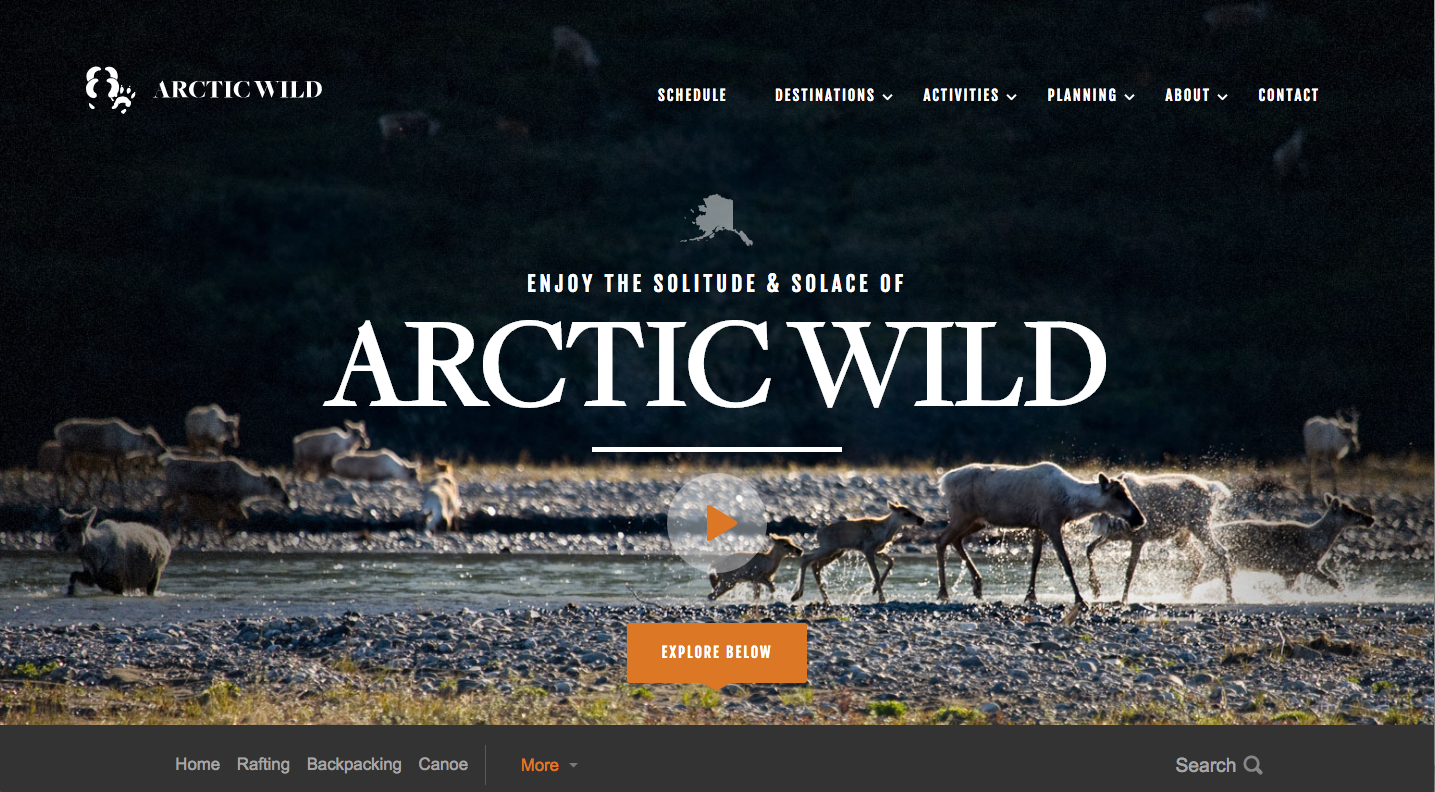 ARCTIC WILD
SCHEDULE DESTINATIONS ACTIVITIES PLANNING ABOUT CONTACT
ENJOY THE SOLITUDE & SOLACE OF
ARCTIC WILD
EXPLORE BELOW
Home Rafting Backpacking Canoe More Search